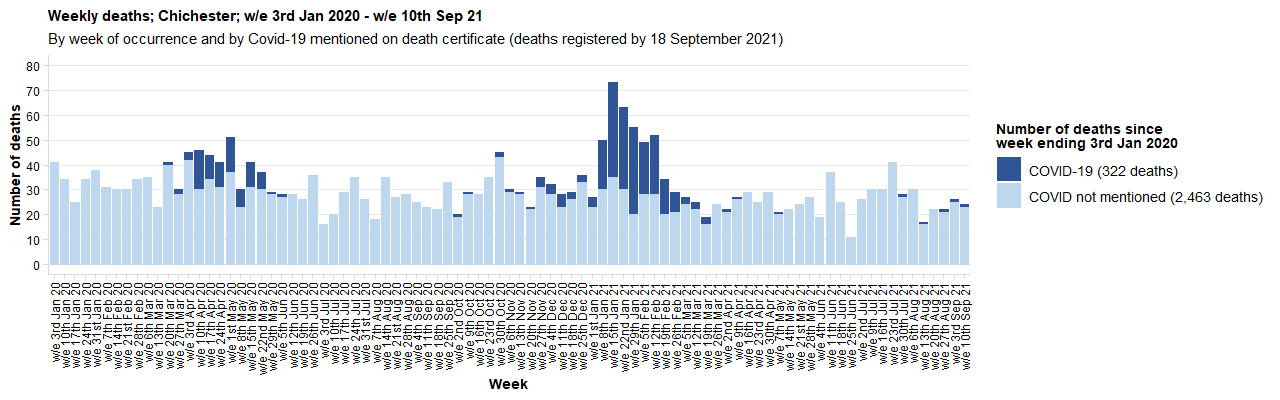 Weekly deaths; Chichester; w/e 3rd Jan 2020 - w/e 10th Sep 21
By week of occurrence and by Covid-19 mentioned on death certificate (deaths registered by 18 September 2021)
Number of deaths
80
70
60
50
40
30
20
10
0
w/e 3rd Jan 20
w/e 10th Jan 20
w/e 17th Jan 20
w/e 24th Jan 20
w/e 31st Jan 20
w/e 7th Feb 20
w/e 14th Feb 20
w/e 21st Feb 20
w/e 28th Feb 20
w/e 6th Mar 20
w/e 13th Mar 20
w/e 20th Mar 20
w/e 27th Mar 20
w/e 3rd Apr 20
w/e 10th Apr 20
w/e 17th Apr 20
w/e 24th Apr 20
w/e 1st May 20
w/e 8th May 20
w/e 15th May 20
w/e 22nd May 20
w/e 29th May 20
w/e 5th Jun 20
w/e 12th Jun 20
w/e 19th Jun 20
w/e 26th Jun 20
w/e 3rd Jul 20
w/e 10th Jul 20
w/e 17th Jul 20
w/e 24th Jul 20
w/e 31st Jul 20
w/e 7th Aug 20
w/e 14th Aug 20
w/e 21st Aug 20
w/e 28th Aug 20
w/e 4th Sep 20
w/e 11th Sep 20
w/e 18th Sep 20
w/e 25th Sep 20
w/e 2nd Oct 20
w/e 9th Oct 20
w/e 16th Oct 20
w/e 23rd Oct 20
w/e 30th Oct 20
w/e 6th Nov 20
w/e 13th Nov 20
w/e 20th Nov 20
w/e 27th Nov 20
w/e 4th Dec 20
w/e 11th Dec 20
w/e 18th Dec 20
w/e 25th Dec 20
w/e 1st Jan 21
w/e 8th Jan 21
w/e 15th Jan 21
w/e 22nd Jan 21
w/e 29th Jan 21
w/e 5th Feb 21
w/e 12th Feb 21
w/e 19th Feb 21
w/e 26th Feb 21
w/e 5th Mar 21
w/e 12th Mar 21
w/e 19th Mar 21
w/e 26th Mar 21
w/e 2nd Apr 21
w/e 9th Apr 21
w/e 16th Apr 21
w/e 23rd Apr 21
w/e 30th Apr 21
w/e 7th May 21
w/e 14th May 21
w/e 21st May 21
w/e 28th May 21
w/e 4th Jun 21
w/e 11th Jun 21
w/e 18th Jun 21
w/e 25th Jun 21
w/e 2nd Jul 21
w/e 9th Jul 21
w/e 16th Jul 21
w/e 23rd Jul 21
w/e 30th Jul 21
w/e 6th Aug 21
w/e 13th Aug 21
w/e 20th Aug 21
w/e 27th Aug 21
w/e 3rd Sep 21
w/e 10th Sep 21
Week
Number of deaths since
week ending 3rd Jan 2020
COVID-19 (322 deaths)
COVID not mentioned (2,463 deaths)